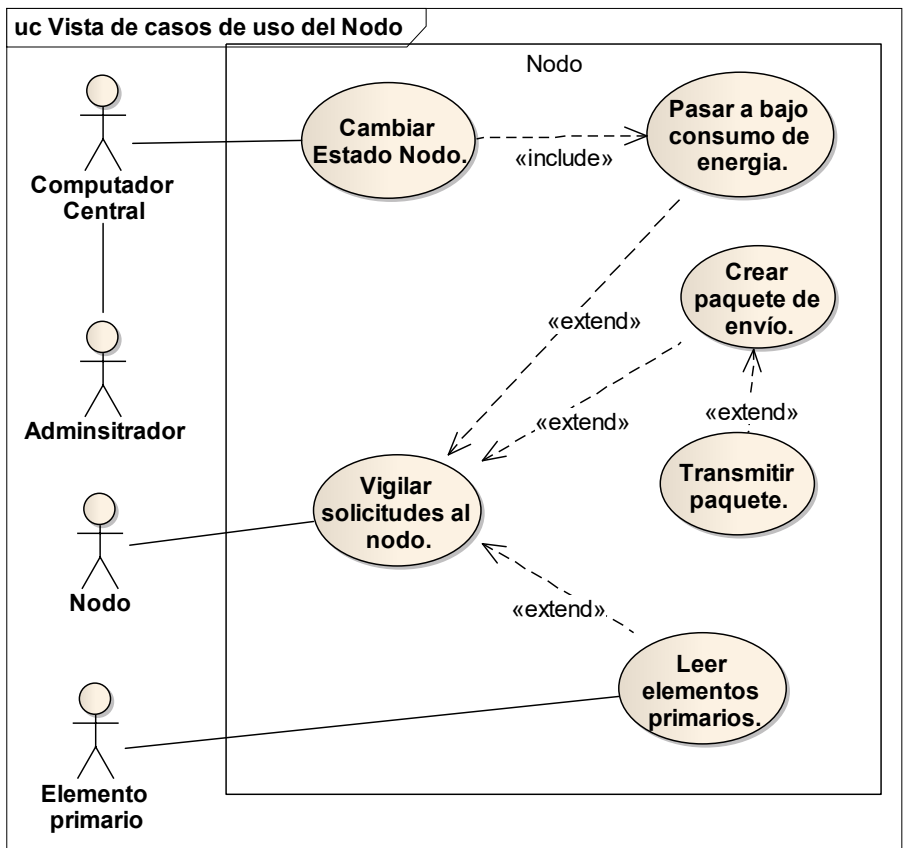 uc Vista de casos de uso del Nodo
Nodo
Computador
Central
Cambiar
Estado Nodo.
«include»
Pasar a bajo
consumo de
energia.
Crear
paquete de
envío.
«extend»
«extend»
«extend»
Adminsitrador
Transmitir
paquete.
Vigilar
solicitudes al
nodo.
Nodo
«extend»
Leer
elementos
primarios.
Elemento
primario